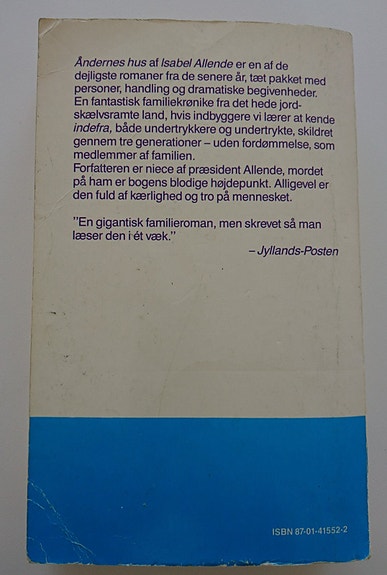 Åndernes hus af Isabel Allende er en af de
dejligste romaner fra de senere år, tæt pakket med
personer, handling og dramatiske begivenheder.
En fantastisk familiekrønike fra det hede jord-
skælvsramte land, hvis indbyggere vi lærer at kende
indefra, både undertrykkere og undertrykte, skildret
gennem tre generationer – uden fordømmelse, som
medlemmer af familien.
Forfatteren er niece af præsident Allende, mordet
på ham er bogens blodige højdepunkt. Alligevel er
den fuld af kærlighed og tro på mennesket.
"En gigantisk familieroman, men skrevet så man
læser den i ét væk."
– Jyllands-Posten
ISBN 87-01-41552-2